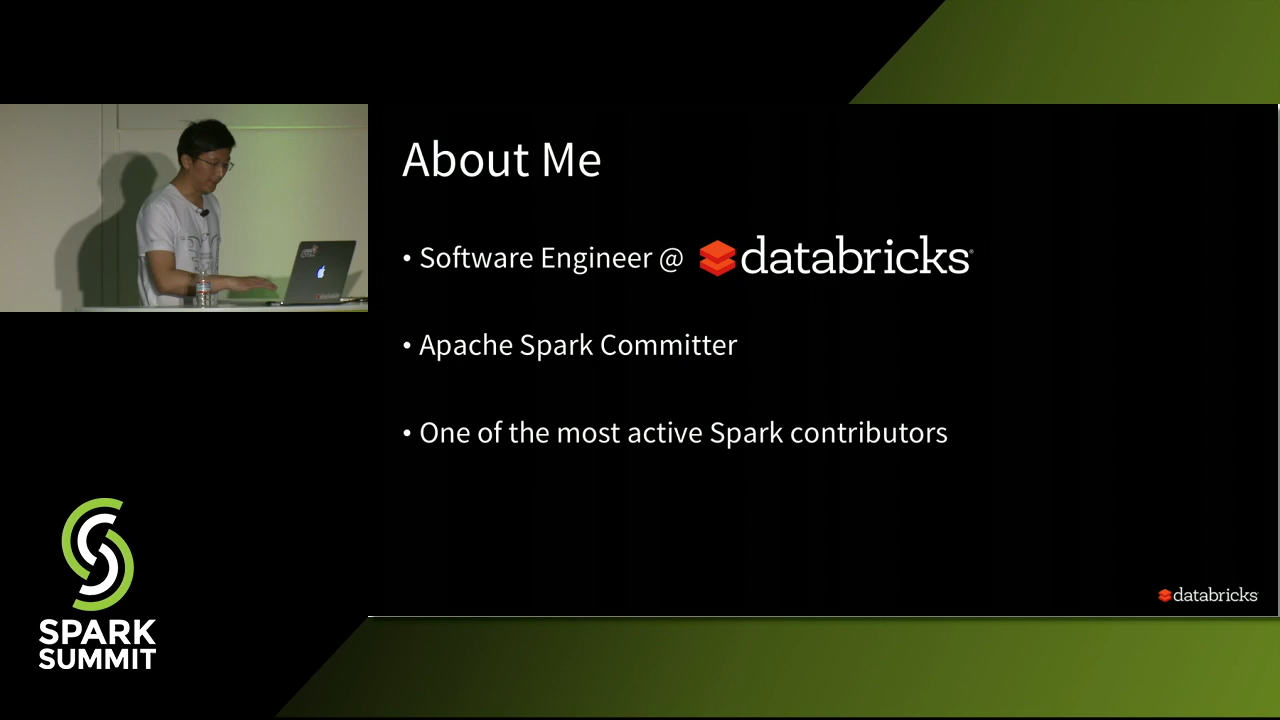 About Me
• Software Engineer @ databricks
• Apache Spark Committer
• One of the most active Spark contributors
databricks
SPARK
SUMMIT